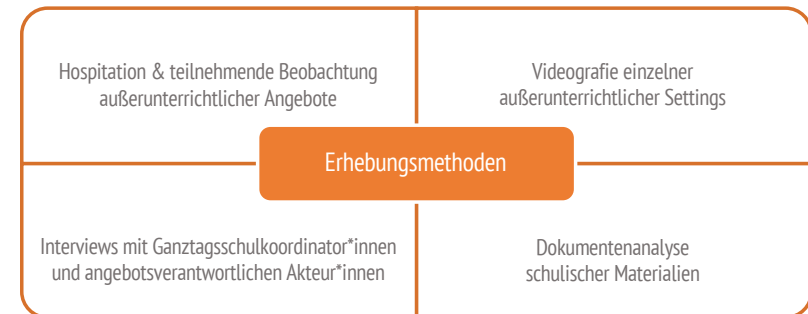 Hospitation & teilnehmende Beobachtung
außerunterrichtlicher Angebote
Videografie einzelner
außerunterrichtlicher Settings
Erhebungsmethoden
Interviews mit Ganztagsschulkoordinator*innen
und angebotsverantwortlichen Akteur*innen
Dokumentenanalyse
schulischer Materialien